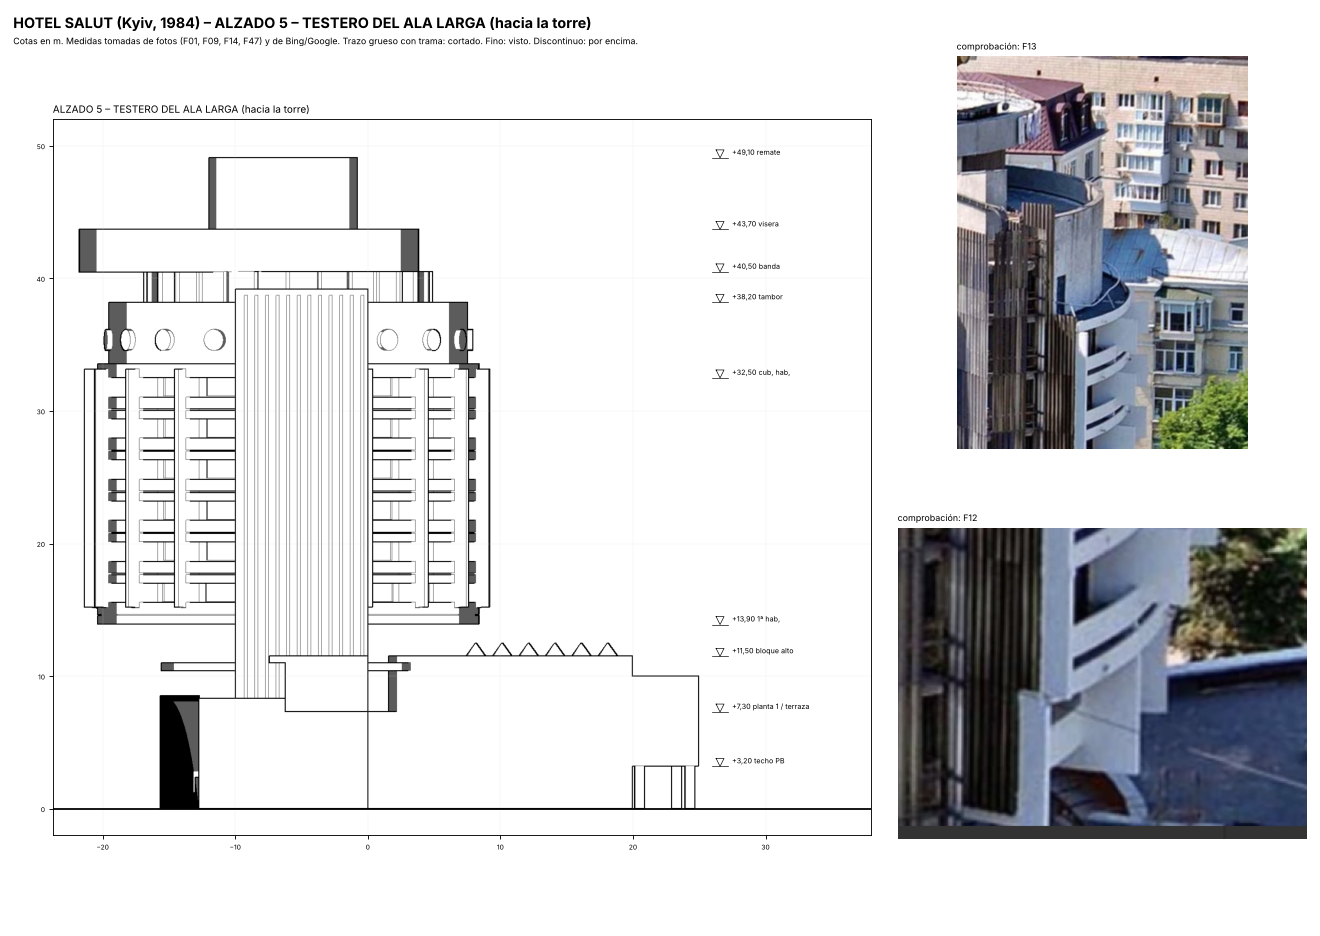 HOTEL SALUT (Kyiv, 1984) – ALZADO 5 – TESTERO DEL ALA LARGA (hacia la torre)
Cotas en m. Medidas tomadas de fotos (F01, F09, F14, F47) y de Bing/Google. Trazo grueso con trama: cortado. Fino: visto. Discontinuo: por encima.
comprobación: F13
ALZADO 5 – TESTERO DEL ALA LARGA (hacia la torre)
50
+49,10 remate
+43,70 visera
+40,50 banda
40
+38,20 tambor
+32,50 cub, hab,
30
20
+13,90 1ª hab,
+11,50 bloque alto
10
+7,30 planta 1 / terraza
+3,20 techo PB
0
−20
−10
0
10
20
30
comprobación: F12